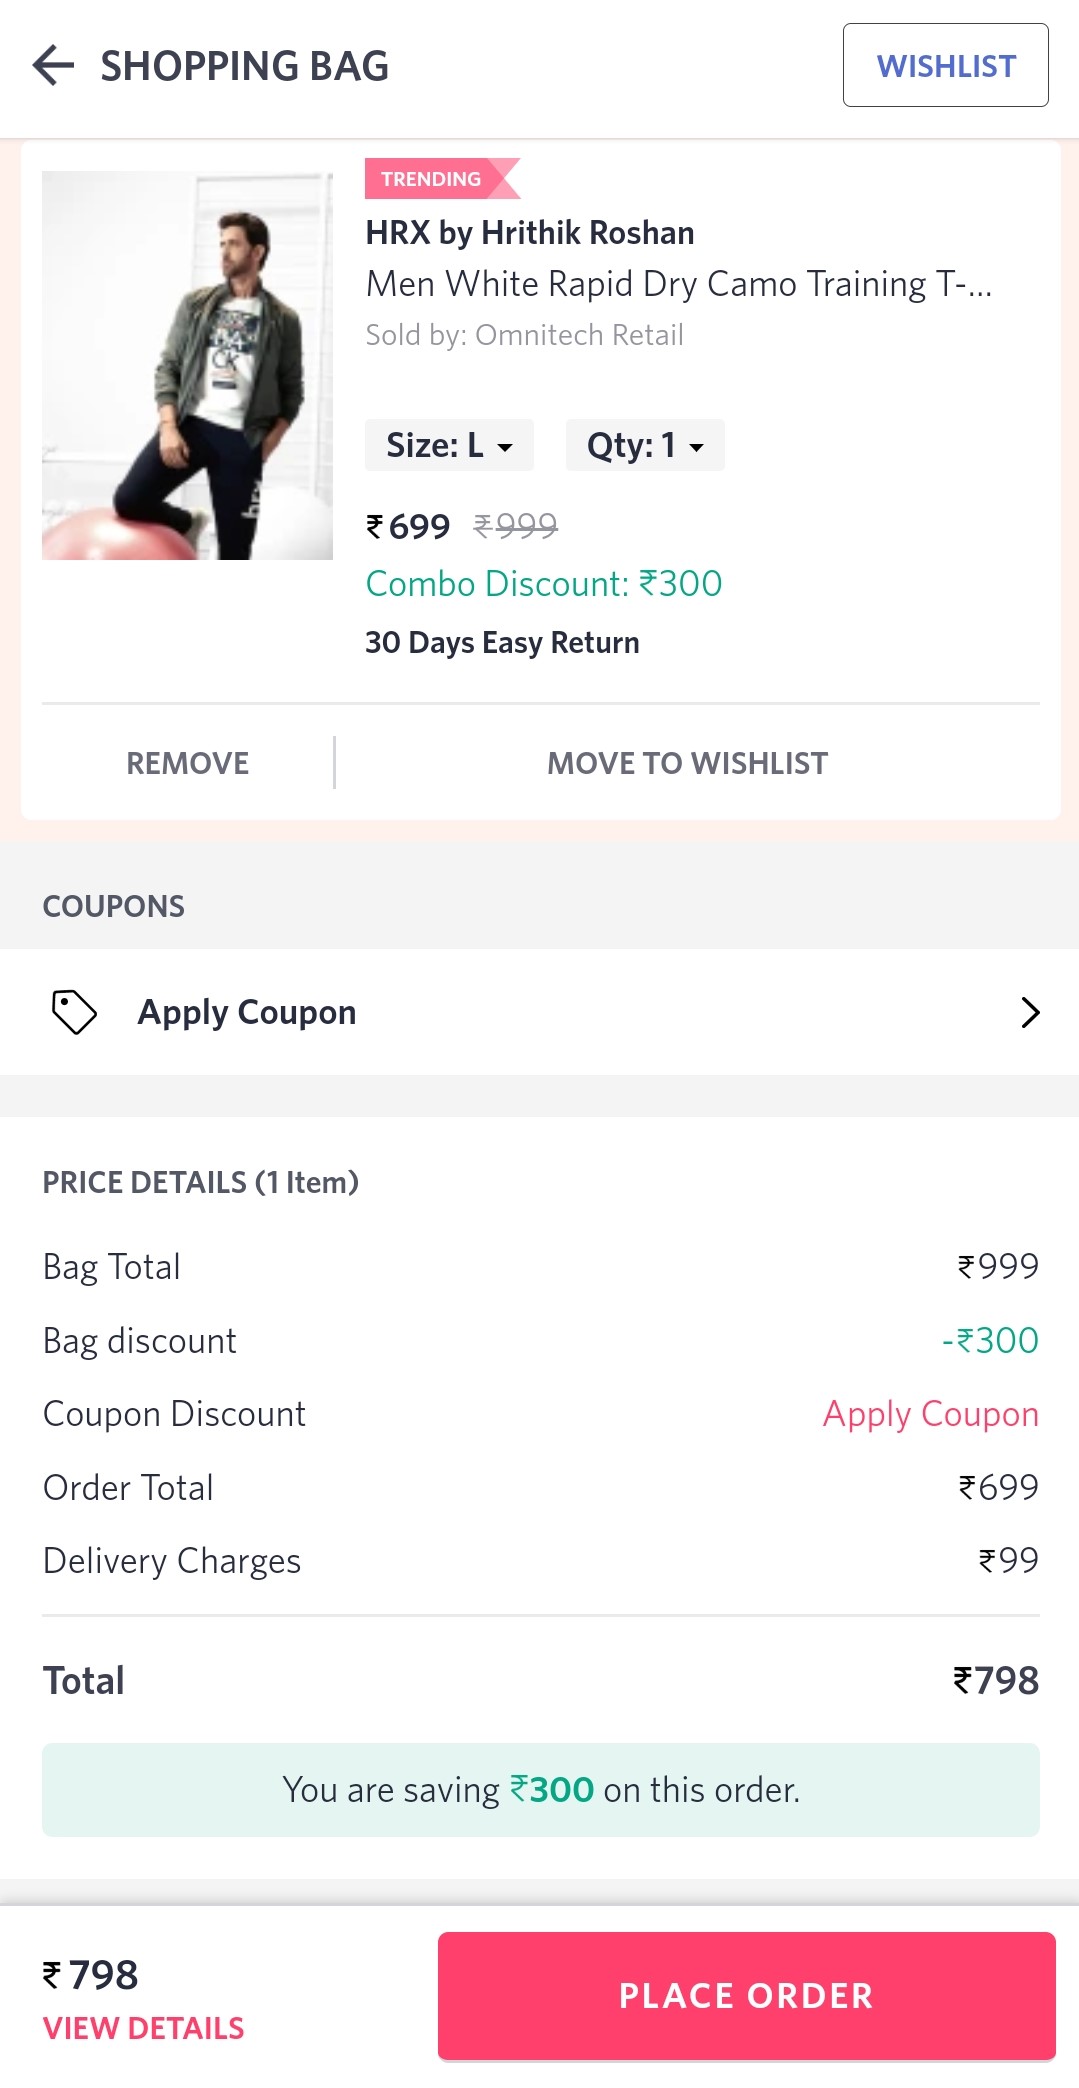 SHOPPING BAG
WISHLIST
TRENDING
HRX by Hrithik Roshan
Men White Rapid Dry Camo Training T-...
Sold by: Omnitech Retail
Size: L
Qty: 1
₹699 ₹999
Combo Discount: ₹300
30 Days Easy Return
REMOVE
MOVE TO WISHLIST
COUPONS
Apply Coupon
PRICE DETAILS (1 Item)
Bag Total ₹999
Bag discount -₹300
Coupon Discount Apply Coupon
Order Total ₹699
Delivery Charges ₹99
Total ₹798
You are saving ₹300 on this order.
₹ 798
VIEW DETAILS
PLACE ORDER